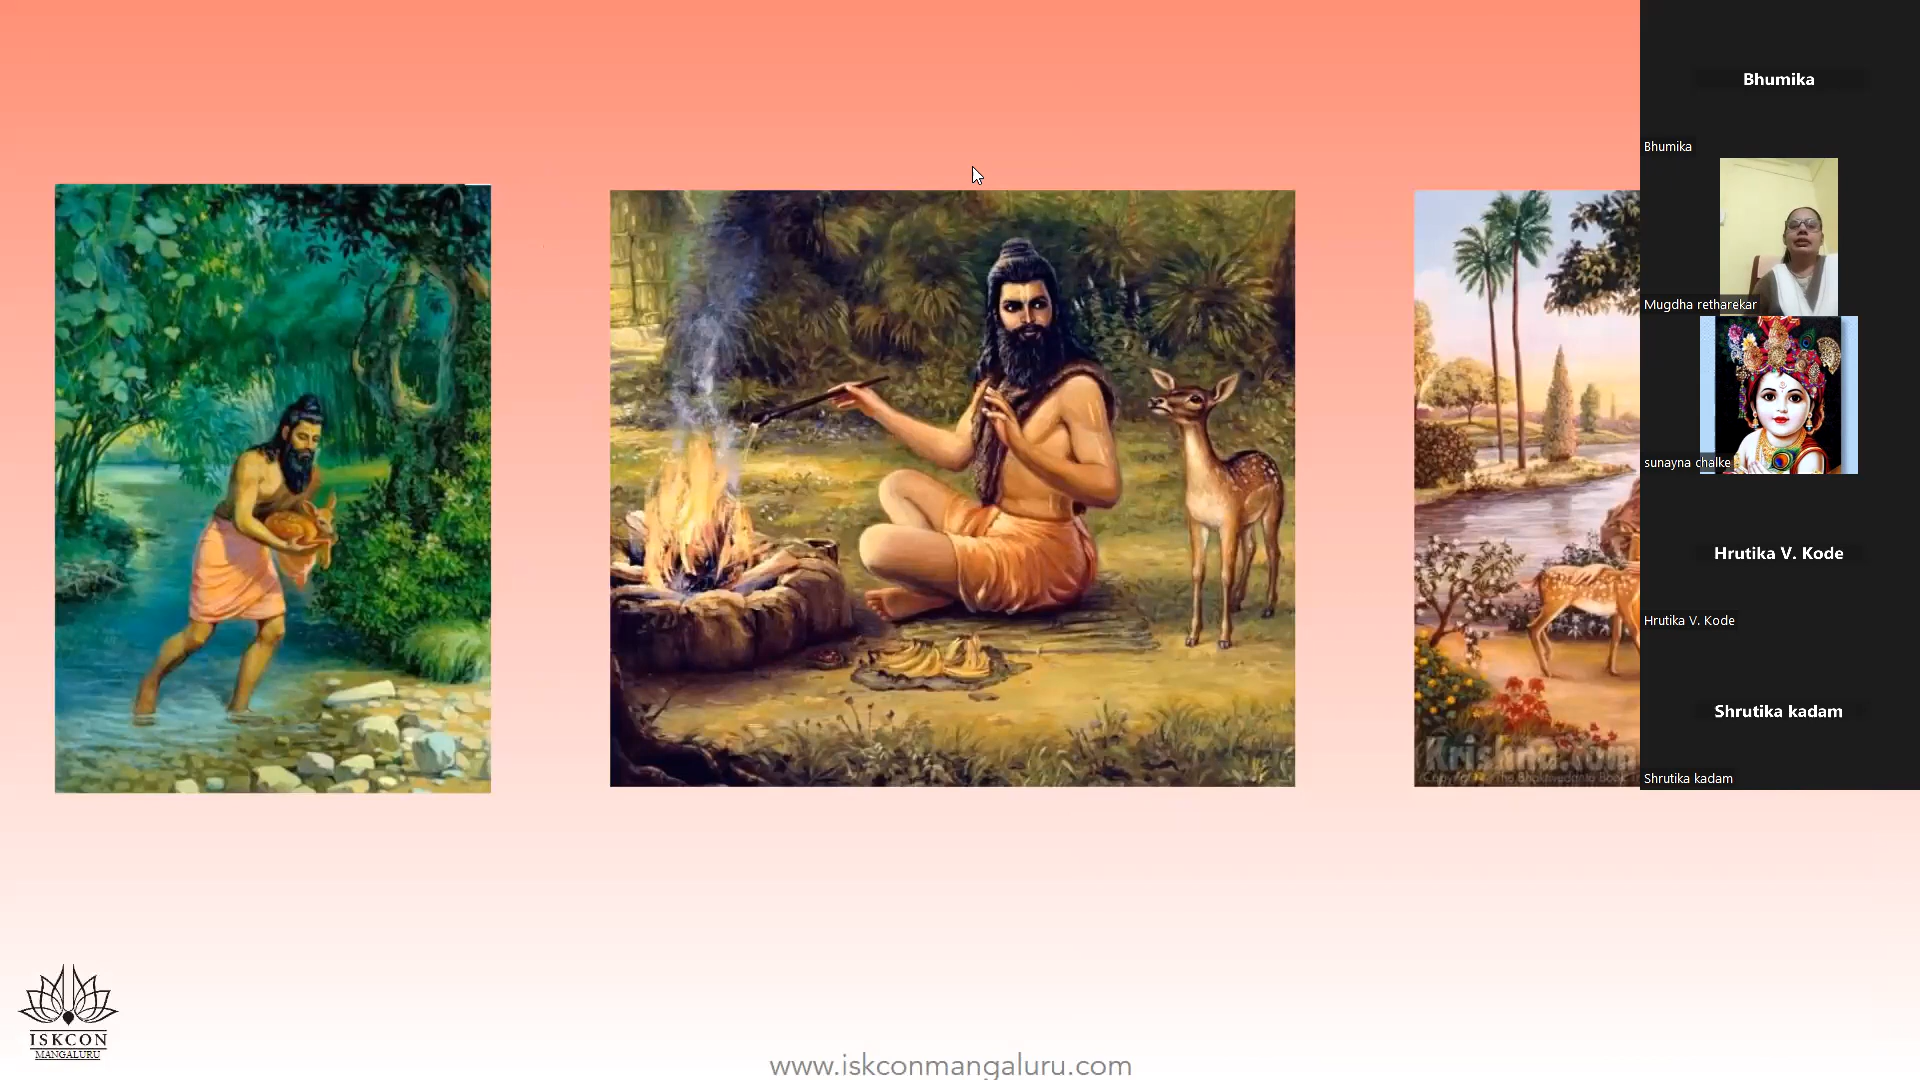 Bhumika
Bhumika
Mugdha retharekar
sunayna chalke
Hrutika V. Kode
Hrutika V. Kode
Shrutika kadam
Shrutika kadam
Krishna.com
ISKCON
MANGALURU
www.iskconmangaluru.com